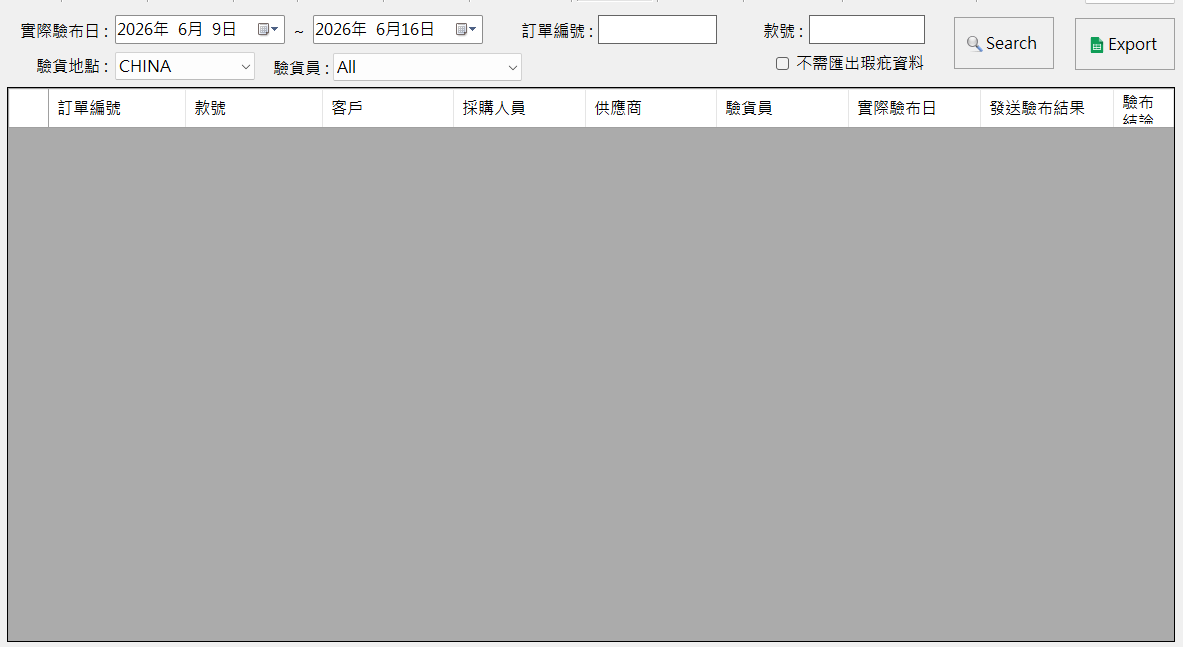 實際驗布日 : 2026年 6月 9日 ~ 2026年 6月16日 訂單編號 : 款號 : Search Export
驗貨地點 : CHINA 驗貨員 : All 不需匯出瑕疵資料
訂單編號 款號 客戶 採購人員 供應商 驗貨員 實際驗布日 發送驗布結果 驗布
結論